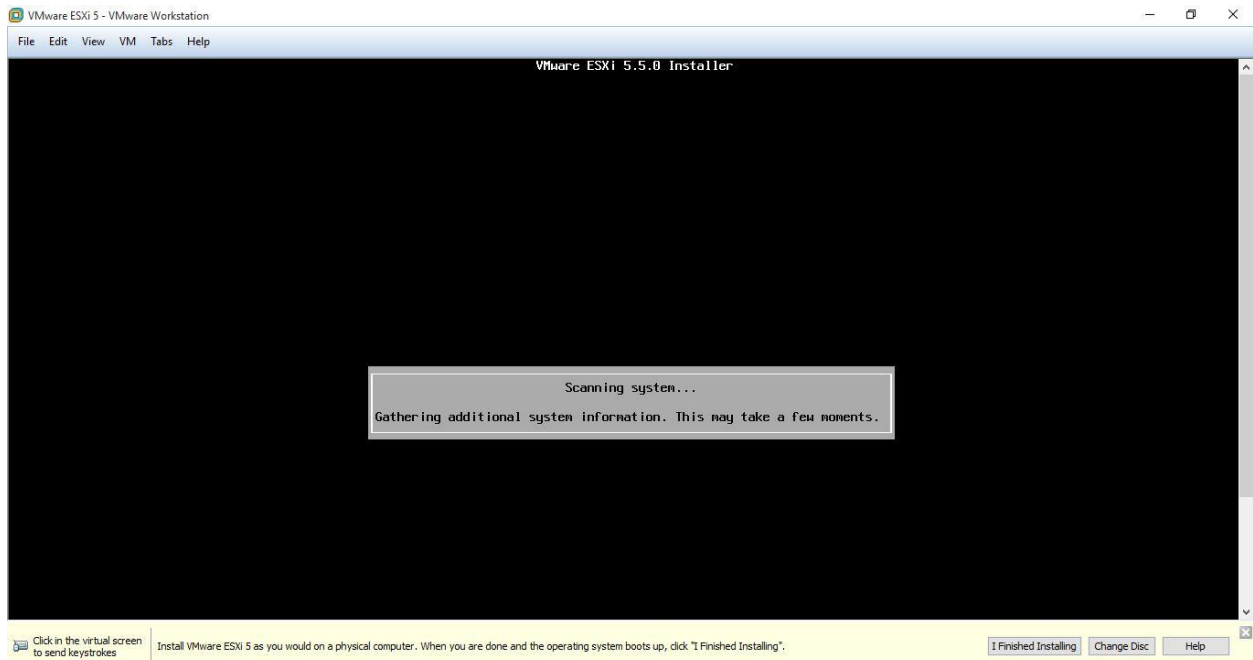 VMware ESXi 5 - VMware Workstation
File Edit View VM Tabs Help
VMware ESXi 5.5.0 Installer
Scanning system...
Gathering additional system information. This may take a few moments.
Click in the virtual screen
to send keystrokes
Install VMware ESXi 5 as you would on a physical computer. When you are done and the operating system boots up, click "I Finished Installing".
I Finished Installing Change Disc Help